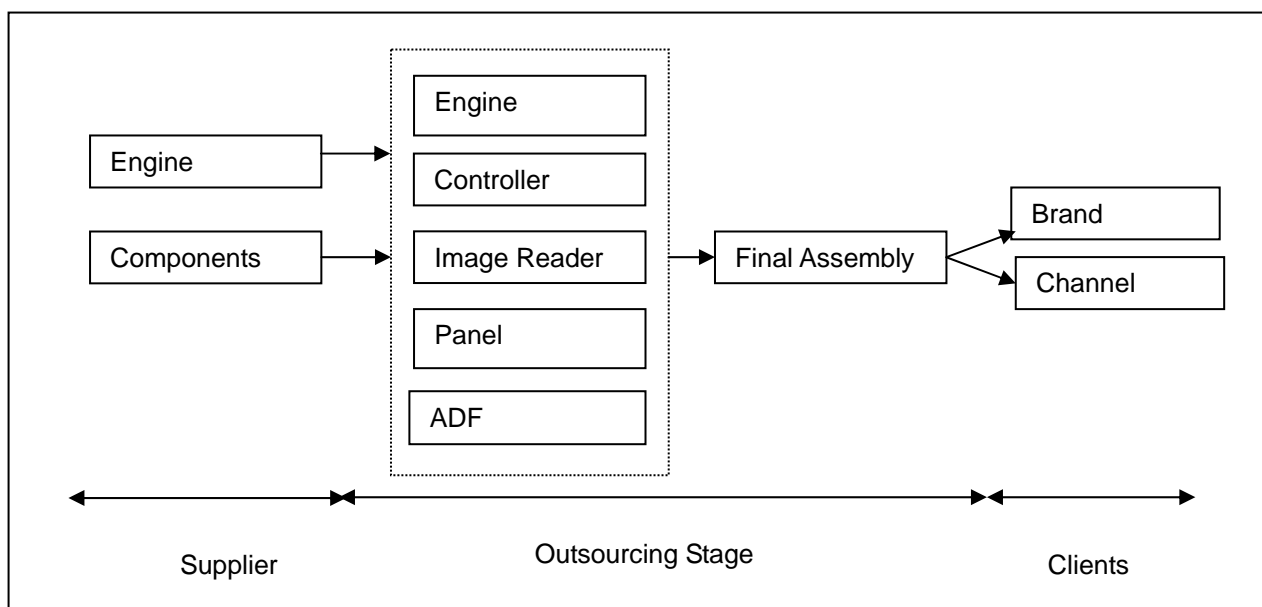 Engine
Components
Engine
Controller
Image Reader
Panel
ADF
Final Assembly
Brand
Channel
Supplier
Outsourcing Stage
Clients